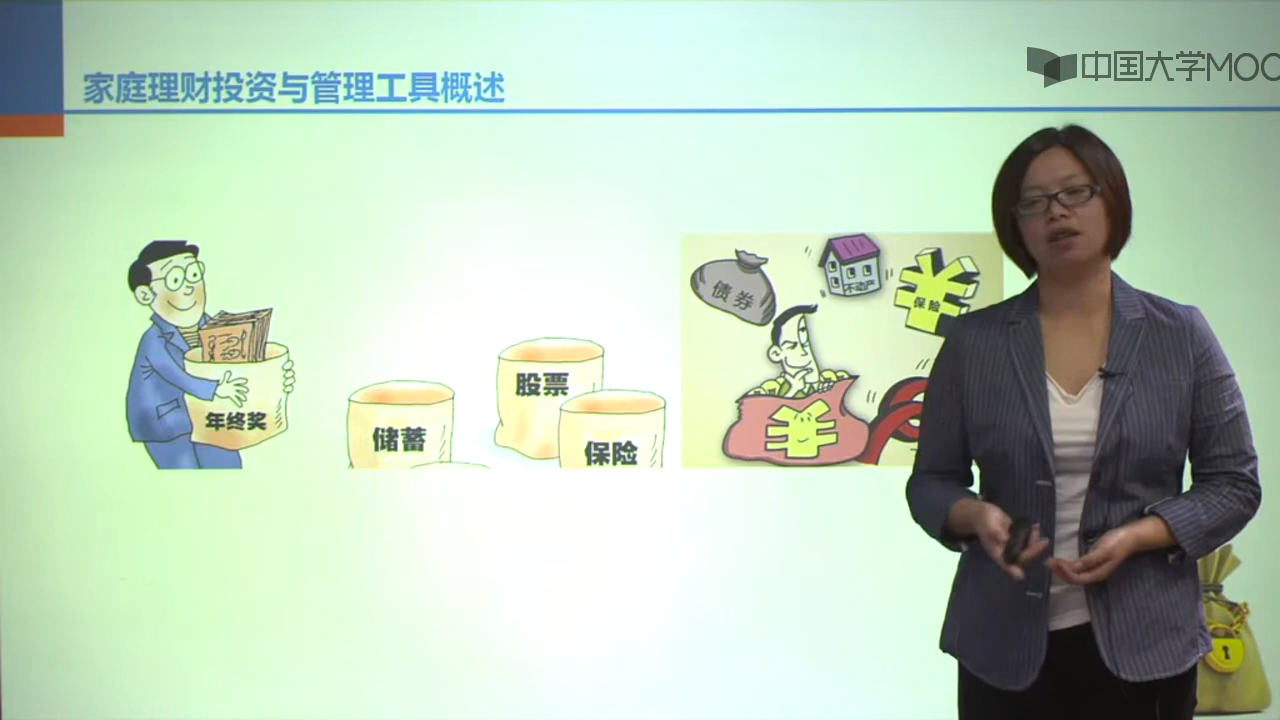 中国大学MOO
家庭理财投资与管理工具概述
债券
不动产
保险
股票
年终奖
储蓄
保险